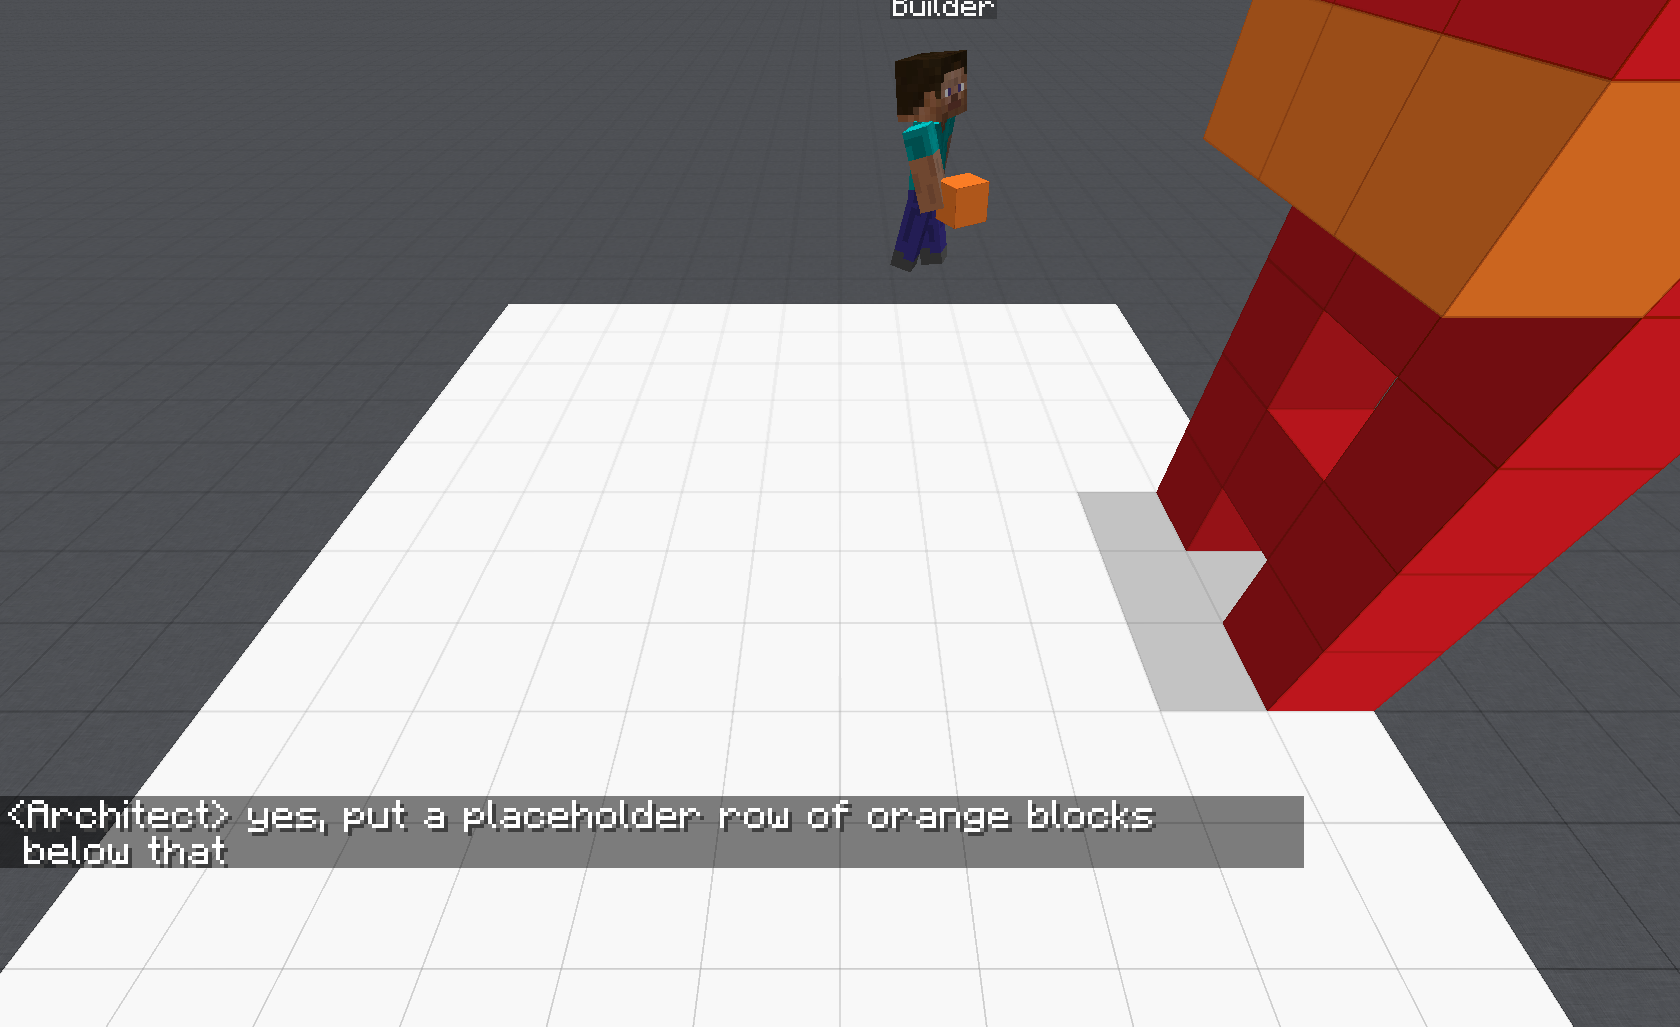 Builder
<Architect> yes, put a placeholder row of orange blocks
below that